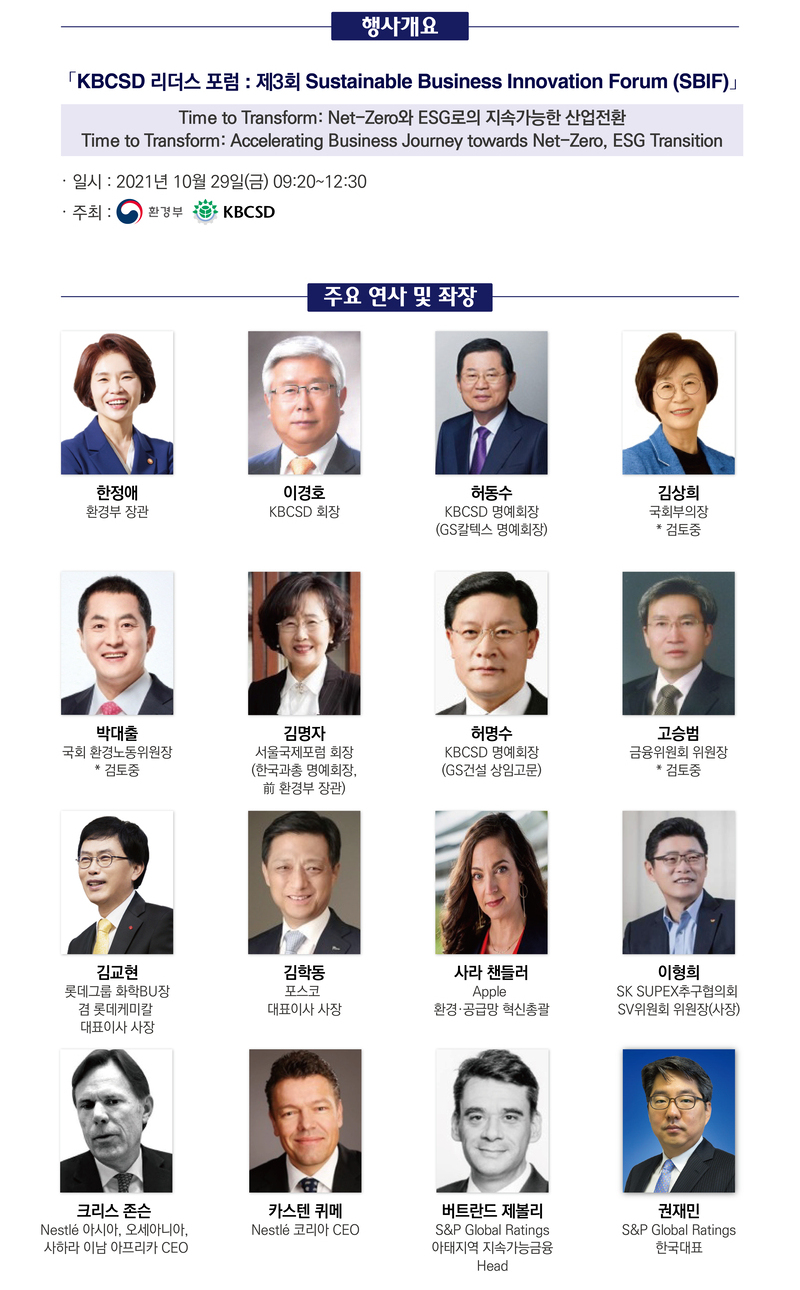 행사개요
「KBCSD 리더스 포럼 : 제3회 Sustainable Business Innovation Forum (SBIF)」
Time to Transform: Net-Zero와 ESG로의 지속가능한 산업전환
Time to Transform: Accelerating Business Journey towards Net-Zero, ESG Transition
· 일시 : 2021년 10월 29일(금) 09:20~12:30
· 주최 : 환경부 KBCSD
주요 연사 및 좌장
한정애
환경부 장관
이경호
KBCSD 회장
허동수
KBCSD 명예회장
(GS칼텍스 명예회장)
김상희
국회부의장
* 검토중
박대출
국회 환경노동위원장
* 검토중
김명자
서울국제포럼 회장
(한국과총 명예회장,
前 환경부 장관)
허명수
KBCSD 명예회장
(GS건설 상임고문)
고승범
금융위원회 위원장
* 검토중
김교현
롯데그룹 화학BU장
겸 롯데케미칼
대표이사 사장
김학동
포스코
대표이사 사장
사라 챈들러
Apple
환경·공급망 혁신총괄
이형희
SK SUPEX추구협의회
SV위원회 위원장(사장)
크리스 존슨
Nestlé 아시아, 오세아니아,
사하라 이남 아프리카 CEO
카스텐 퀴메
Nestlé 코리아 CEO
버트란드 제볼리
S&P Global Ratings
아태지역 지속가능금융
Head
권재민
S&P Global Ratings
한국대표